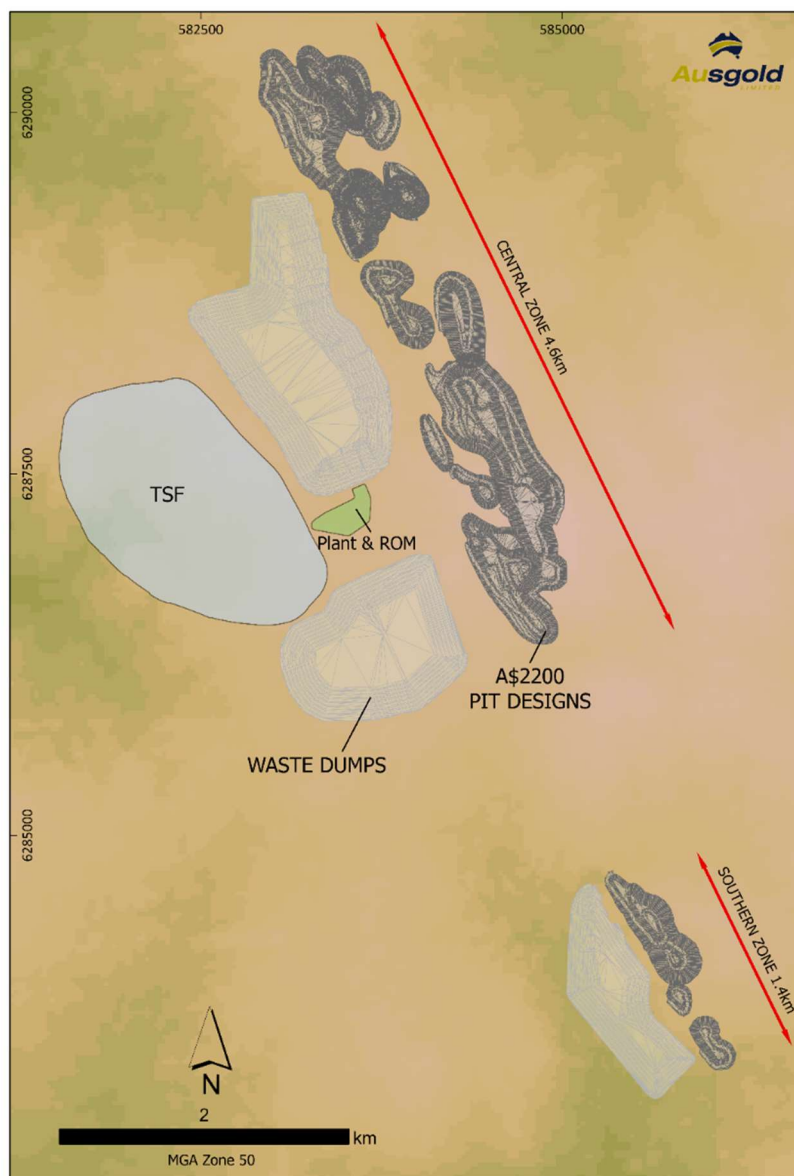 582500
585000
Ausgold
LIMITED
6290000
CENTRAL ZONE 4.6km
6287500
TSF
Plant & ROM
A$2200
PIT DESIGNS
WASTE DUMPS
6285000
SOUTHERN ZONE 1.4km
N
2
km
MGA Zone 50